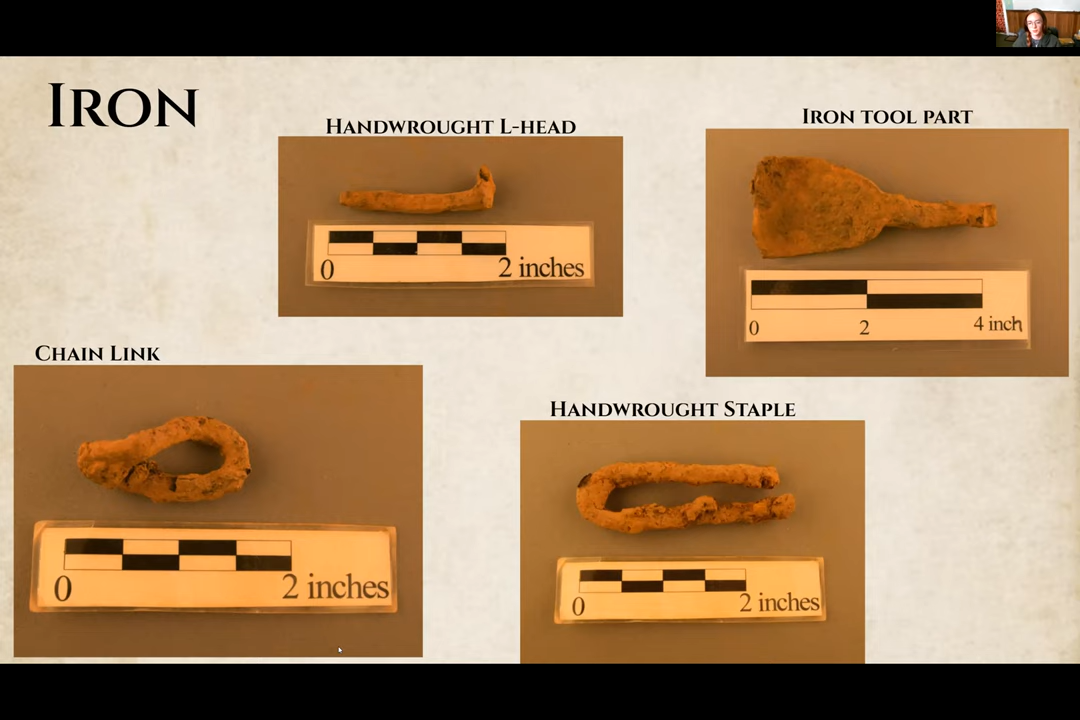 Iron
Handwrought L-head
0 2 inches
Iron tool part
0 2 4 inch
Chain Link
0 2 inches
Handwrought Staple
0 2 inches